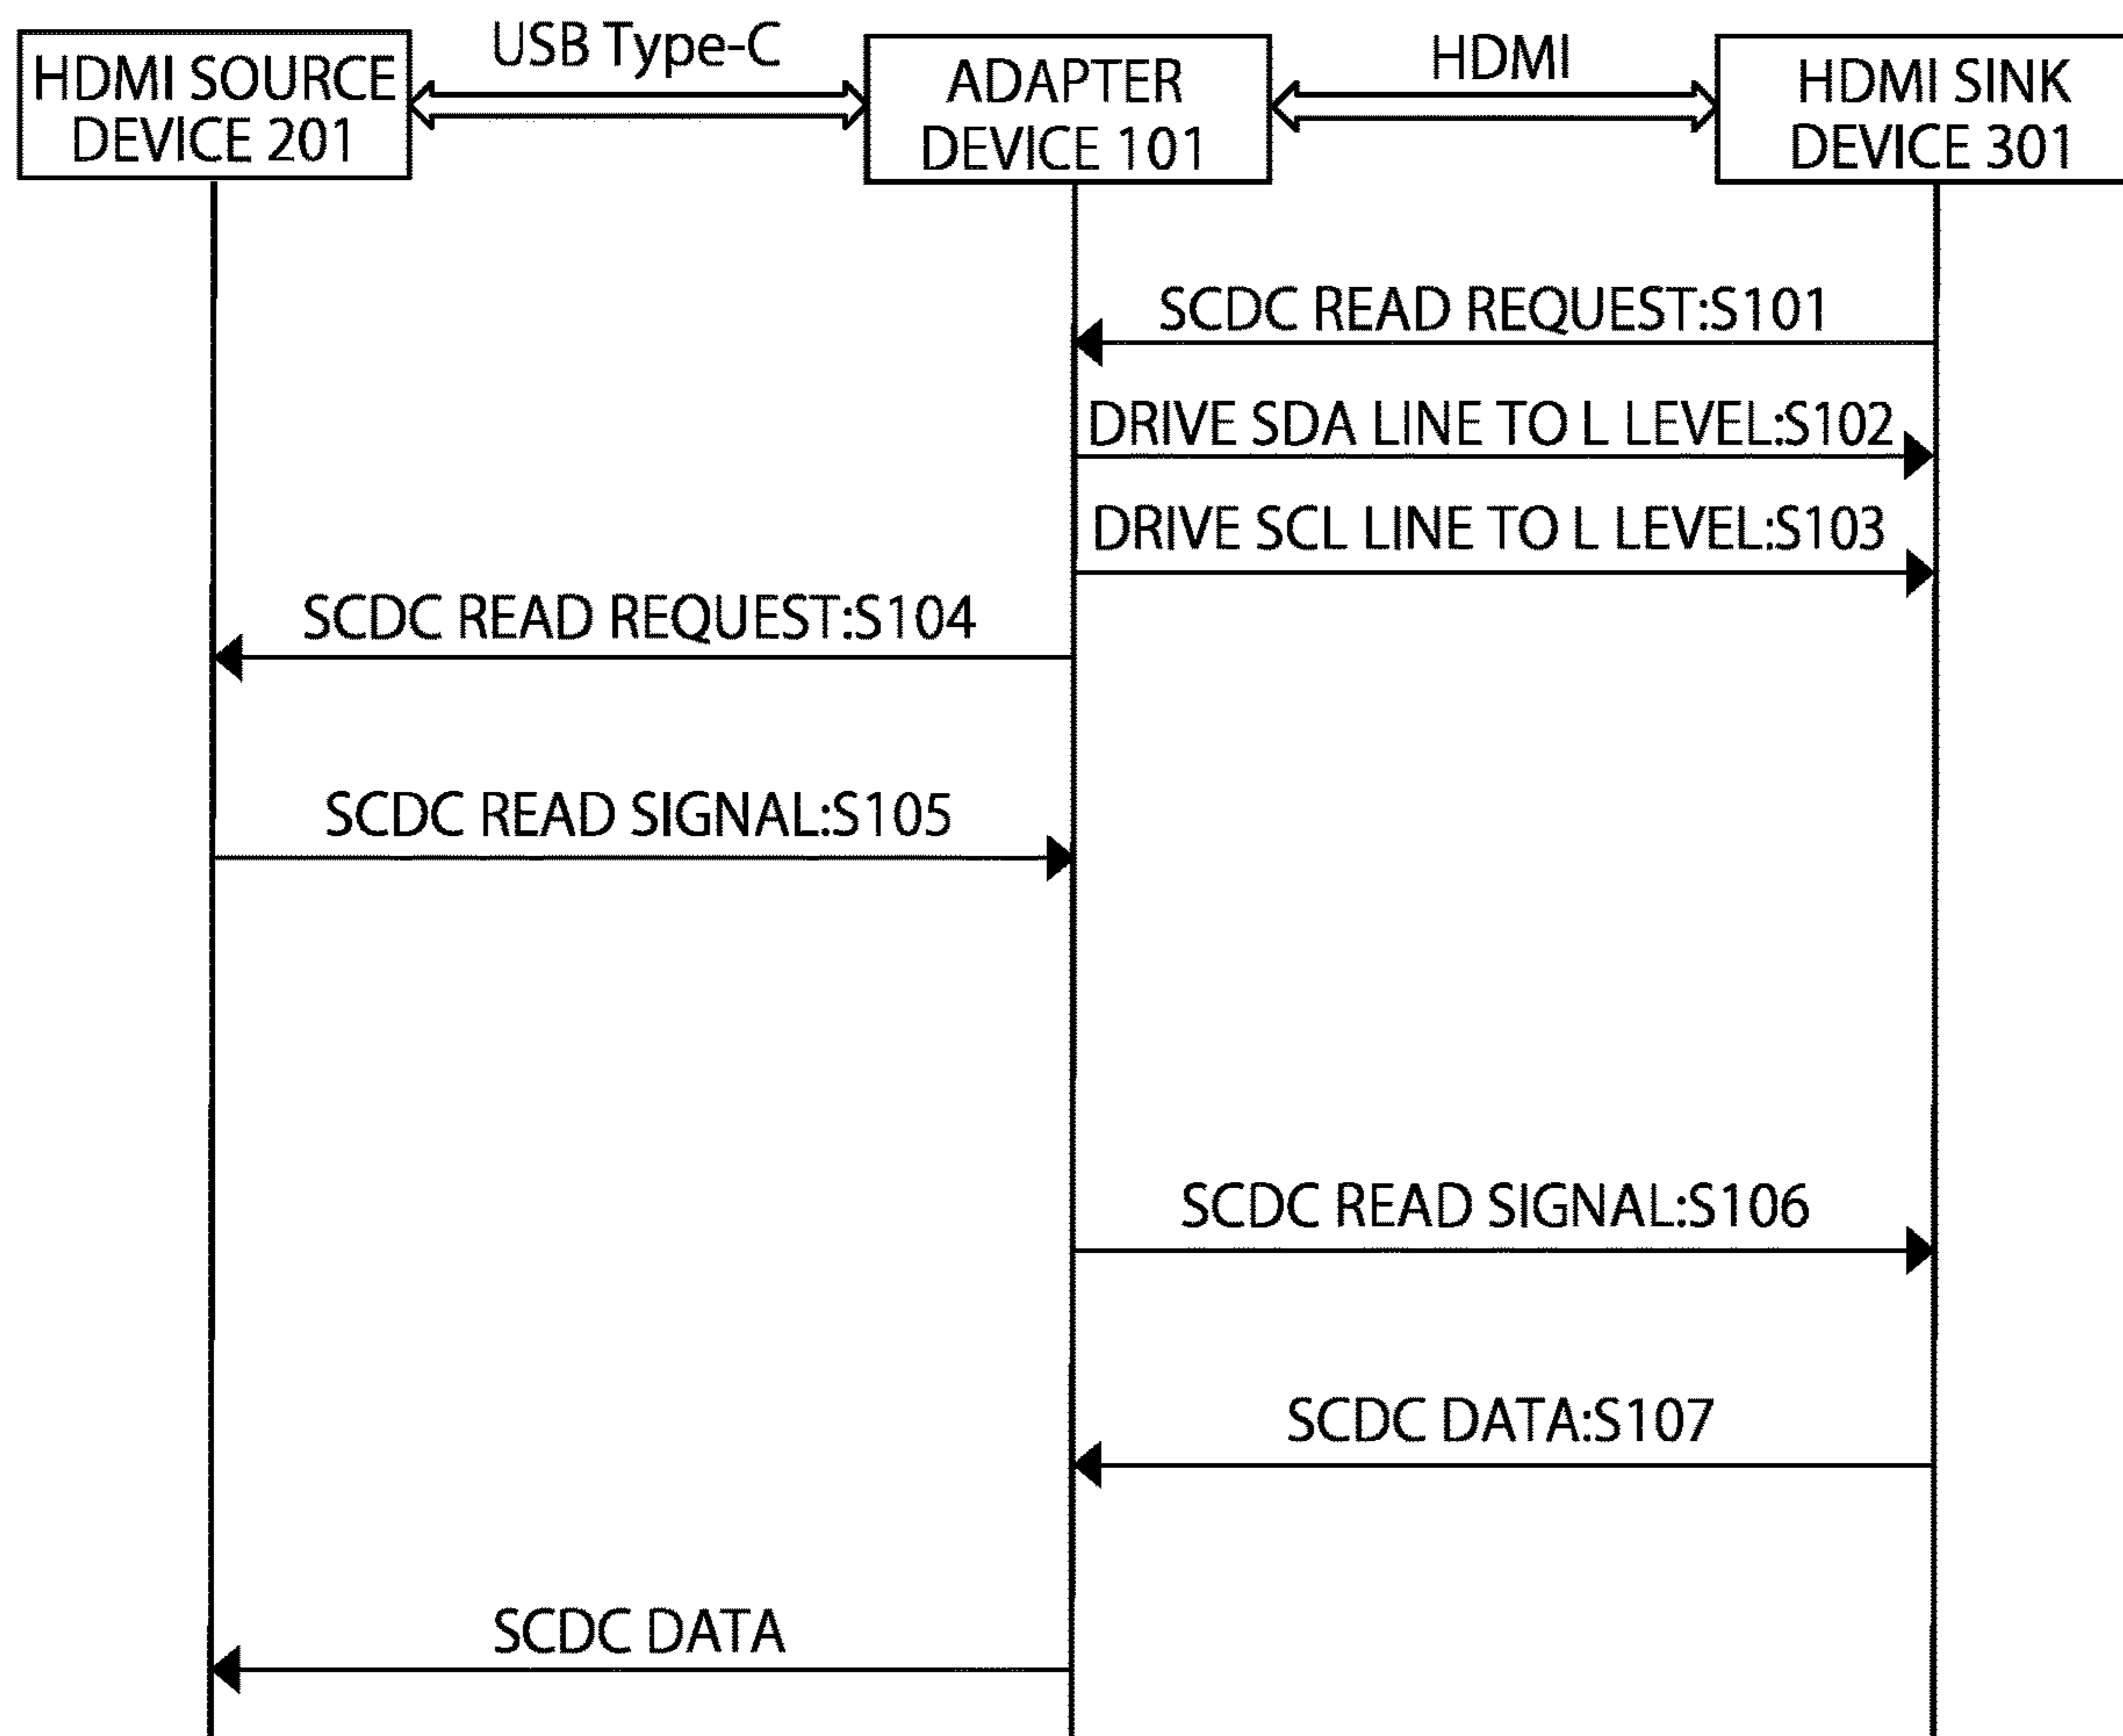 HDMI SOURCE
DEVICE 201
USB Type-C
ADAPTER
DEVICE 101
HDMI
HDMI SINK
DEVICE 301
SCDC READ REQUEST:S101
DRIVE SDA LINE TO L LEVEL:S102
DRIVE SCL LINE TO L LEVEL:S103
SCDC READ REQUEST:S104
SCDC READ SIGNAL:S105
SCDC READ SIGNAL:S106
SCDC DATA:S107
SCDC DATA